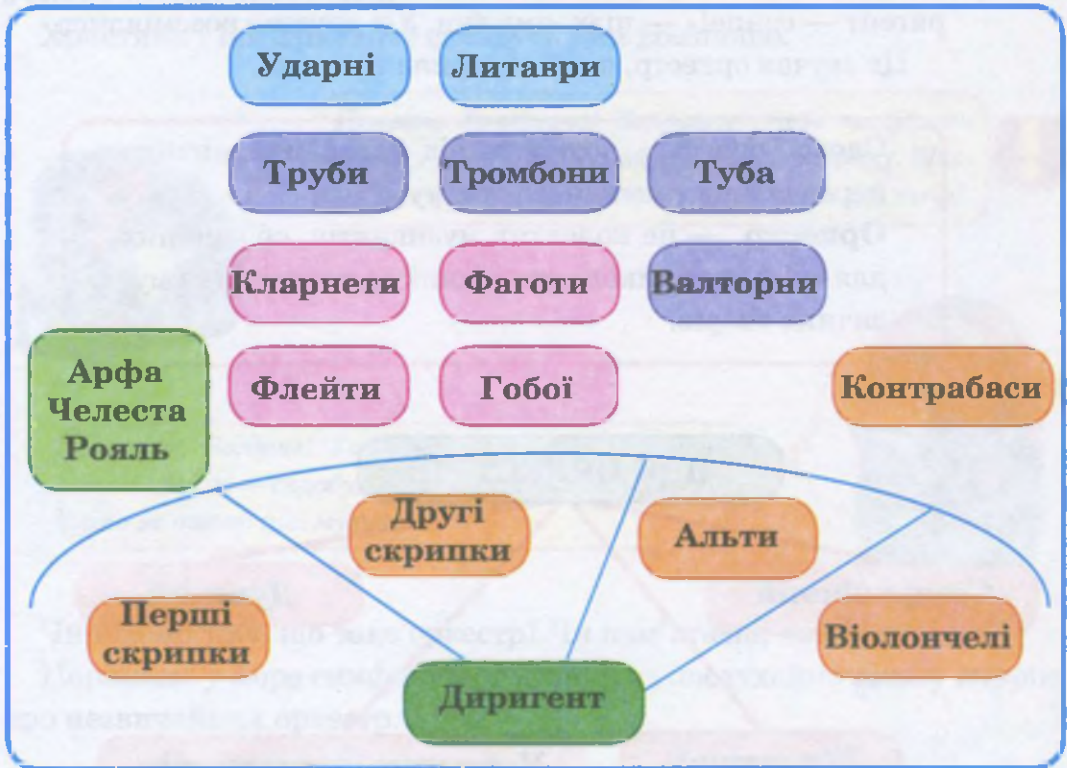 Ударні
Литаври
Труби
Тромбони
Туба
Кларнети
Фаготи
Валторни
Арфа
Челеста
Рояль
Флейти
Гобої
Контрабаси
Другі
скрипки
Альти
Перші
скрипки
Віолончелі
Диригент